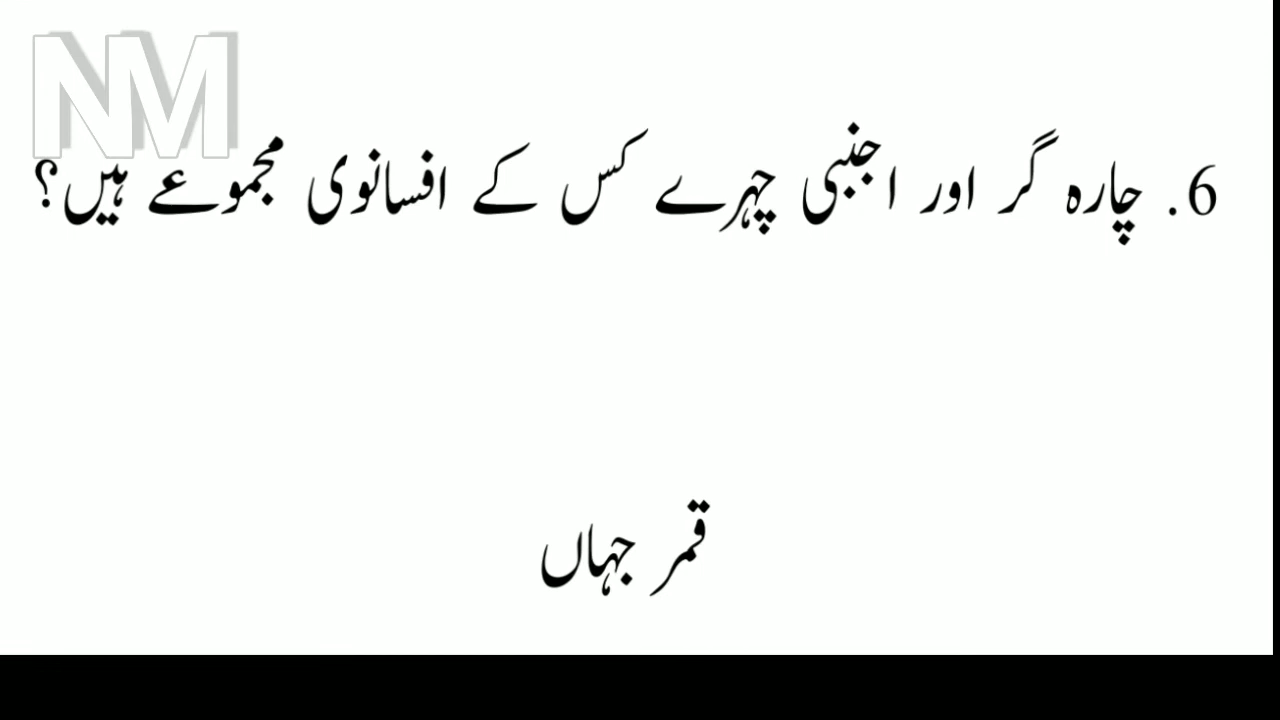 NM
6. چارہ گر اور اجنبی چہرے کس کے افسانوی مجموعے ہیں؟
قمر جہاں